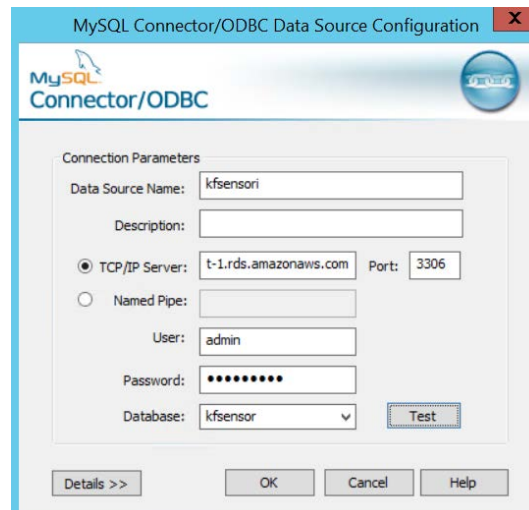 MySQL Connector/ODBC Data Source Configuration
X
MySQL
Connector/ODBC
Connection Parameters
Data Source Name: kfsensori
Description:
TCP/IP Server: t-1.rds.amazonaws.com Port: 3306
Named Pipe:
User: admin
Password: •••••••••
Database: kfsensor Test
Details >> OK Cancel Help